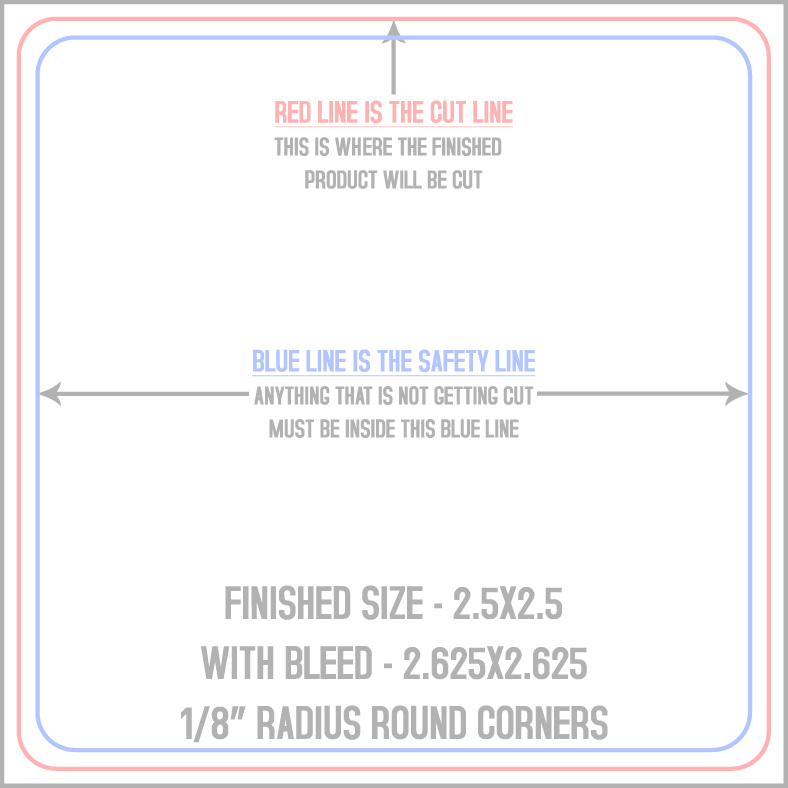 RED LINE IS THE CUT LINE
THIS IS WHERE THE FINISHED
PRODUCT WILL BE CUT
BLUE LINE IS THE SAFETY LINE
ANYTHING THAT IS NOT GETTING CUT
MUST BE INSIDE THIS BLUE LINE
FINISHED SIZE - 2.5X2.5
WITH BLEED - 2.625X2.625
1/8" RADIUS ROUND CORNERS